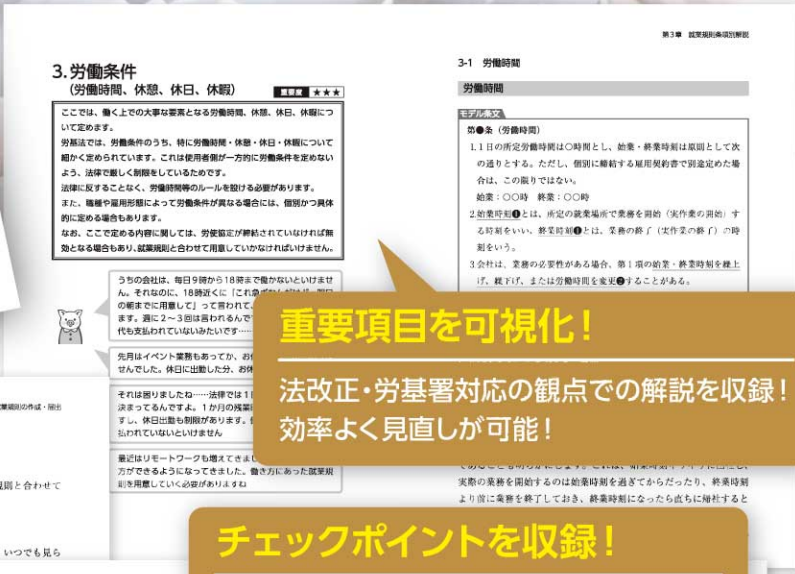 第3章 就業規則条項別解説
3.労働条件
(労働時間、休憩、休日、休暇)
重要度 ★★★
ここでは、働く上での大事な要素となる労働時間、休憩、休日、休暇につ
いて定めます。
労基法では、労働条件のうち、特に労働時間・休憩・休日・休暇について
細かく定められています。これは使用者側が一方的に労働条件を定めない
よう、法律で厳しく制限をしているためです。
法律に反することなく、労働時間等のルールを設ける必要があります。
また、職種や雇用形態によって労働条件が異なる場合には、個別かつ具体
的に定める場合もあります。
なお、ここで定める内容に関しては、労使協定が締結されていなければ無
効となる場合もあり、就業規則と合わせて用意していかなければいけません。
うちの会社は、毎日9時から18時まで働かないといけませ
ん。それなのに、18時近くに「これ急
の朝までに用意して」って言われて
ます。週に2~3回は言われるんで
代も支払われていないみたいです……
先月はイベント業務もあってか、お
せんでした。休日に出勤した分、お休
それは困りましたね……法律では1日
決まってるんですよ。1か月の残業
すし、休日出勤も制限があります。
払われていないといけません
最近はリモートワークも増えてきまし
方ができるようになってきました。働き方にあった就業規
則を用意していく必要がありますね
3-1 労働時間
労働時間
モデル条文
第●条(労働時間)
1.1日の所定労働時間は○時間とし、始業・終業時刻は原則として次
の通りとする。ただし、個別に締結する雇用契約書で別途定めた場
合は、この限りではない。
始業:○○時 終業:○○時
2.始業時刻❶とは、所定の就業場所で業務を開始(実作業の開始)す
る時刻をいい、終業時刻❶とは、業務の終了(実作業の終了)の時
刻をいう。
3.会社は、業務の必要性がある場合、第1項の始業・終業時刻を繰上
げ、繰下げ、または労働時間を変更❷することがある。
重要項目を可視化!
法改正・労基署対応の観点での解説を収録!
効率よく見直しが可能!
実際の業務を開始するのは始業時刻を過ぎてからだったり、終業時刻
より前に業務を終了しておき、終業時刻になったら直ちに帰社すると
業規則の作成・届出
規則と合わせて
いつでも見ら
チェックポイントを収録!